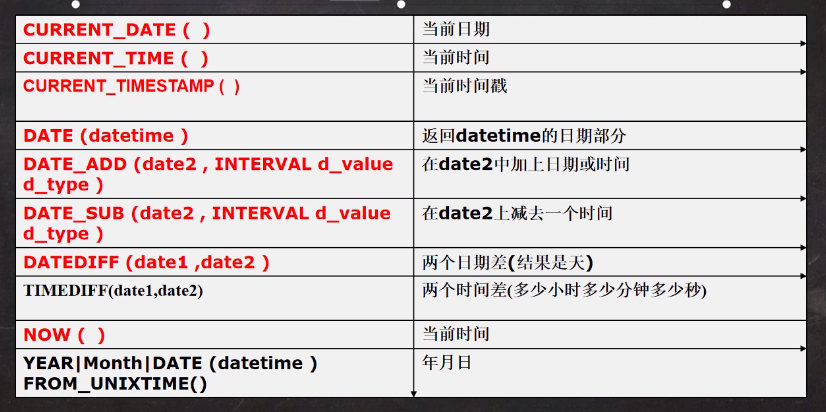 CURRENT_DATE (  )
当前日期
CURRENT_TIME (  )
当前时间
CURRENT_TIMESTAMP (  )
当前时间戳
DATE (datetime )
返回datetime的日期部分
DATE_ADD (date2 , INTERVAL d_value
d_type )
在date2中加上日期或时间
DATE_SUB (date2 , INTERVAL d_value
d_type )
在date2上减去一个时间
DATEDIFF (date1 ,date2 )
两个日期差(结果是天)
TIMEDIFF(date1,date2)
两个时间差(多少小时多少分钟多少秒)
NOW (  )
当前时间
YEAR|Month|DATE (datetime )
FROM_UNIXTIME()
年月日